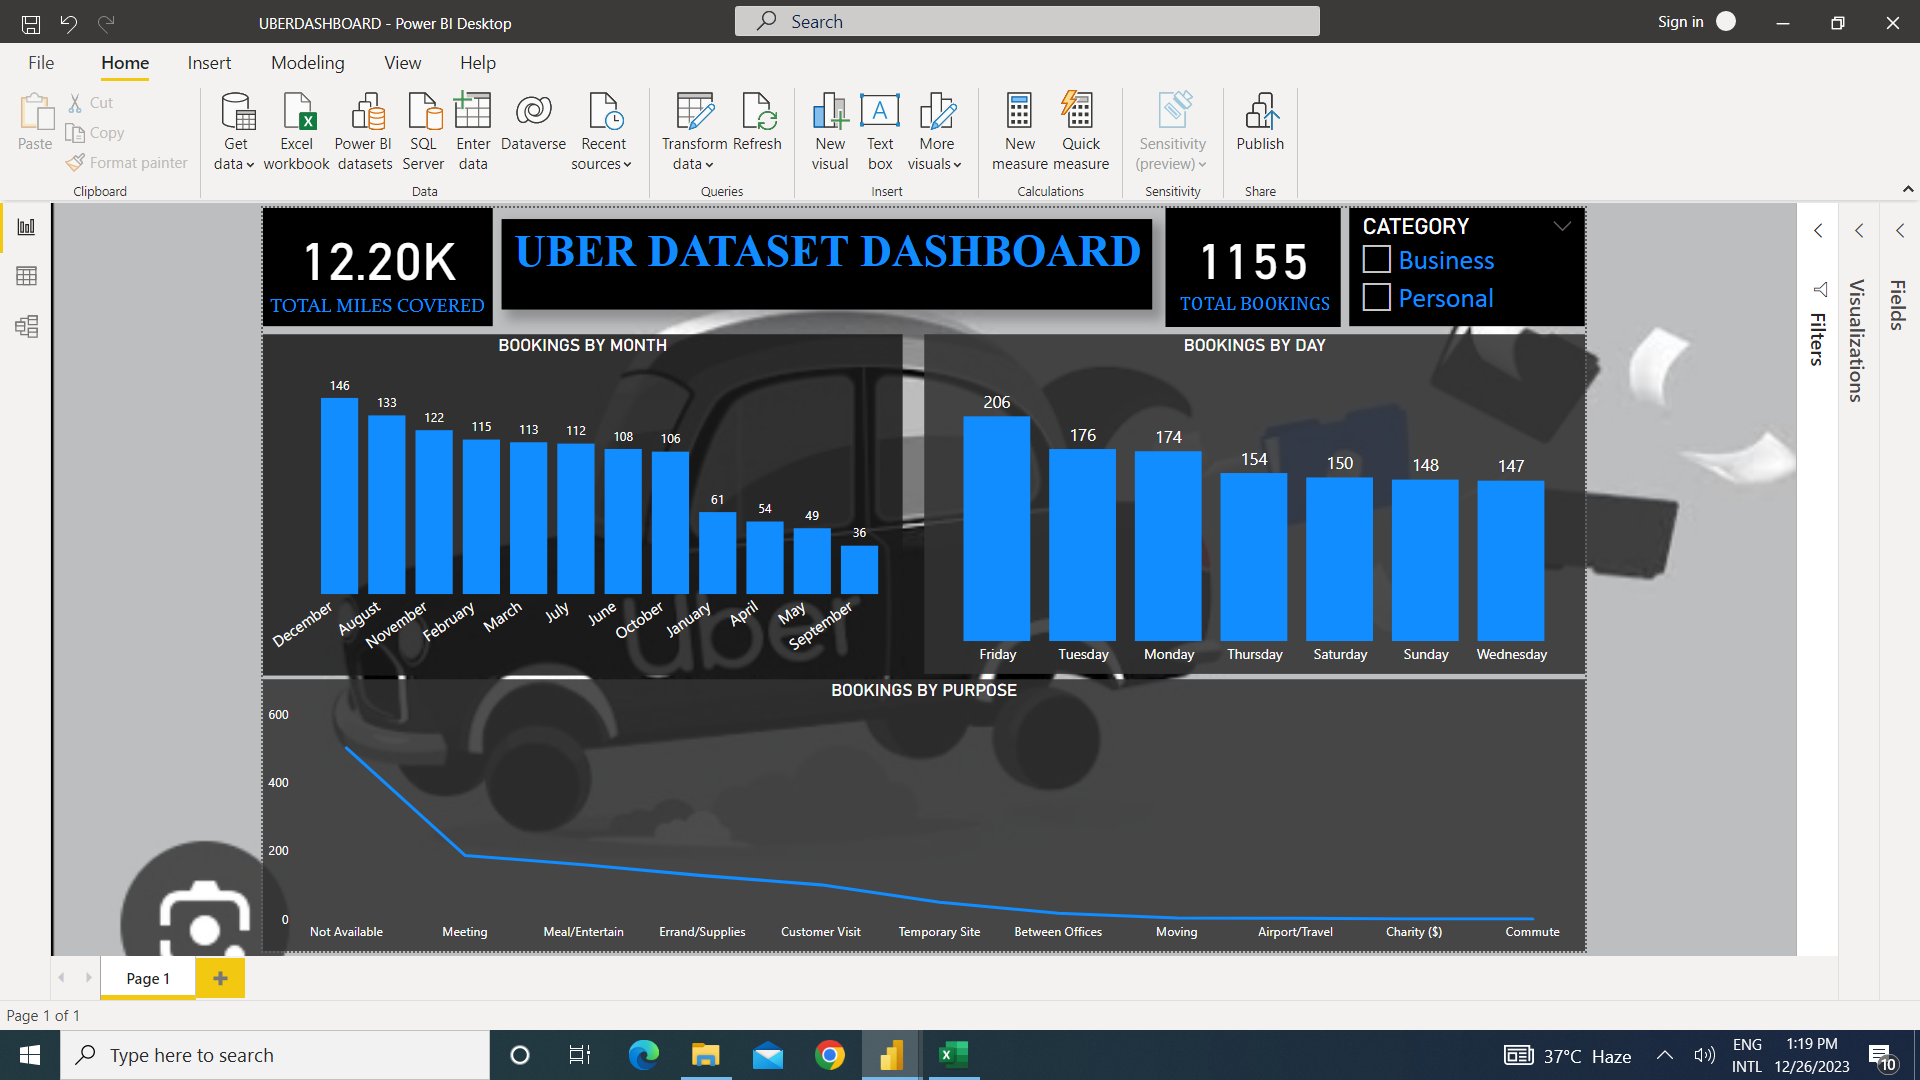 UBERDASHBOARD - Power BI Desktop
Search
Sign in
File Home Insert Modeling View Help
Paste
Cut
Copy
Format painter
Clipboard
Get data
Excel workbook
Power BI datasets
SQL Server
Enter data
Dataverse
Recent sources
Data
Transform data
Refresh
Queries
New visual
Text box
More visuals
Insert
New measure
Quick measure
Calculations
Sensitivity (preview)
Sensitivity
Publish
Share
12.20K
TOTAL MILES COVERED
UBER DATASET DASHBOARD
1155
TOTAL BOOKINGS
CATEGORY
Business
Personal
Filters
Visualizations
Fields
BOOKINGS BY MONTH
146 133 122 115 113 112 108 106 61 54 49 36
December August November February March July June October January April May September
Uber
BOOKINGS BY DAY
206 176 174 154 150 148 147
Friday Tuesday Monday Thursday Saturday Sunday Wednesday
BOOKINGS BY PURPOSE
600
400
200
0
Not Available Meeting Meal/Entertain Errand/Supplies Customer Visit Temporary Site Between Offices Moving Airport/Travel Charity ($) Commute
Page 1
Page 1 of 1
Type here to search
37°C Haze
ENG
INTL
1:19 PM
12/26/2023
10